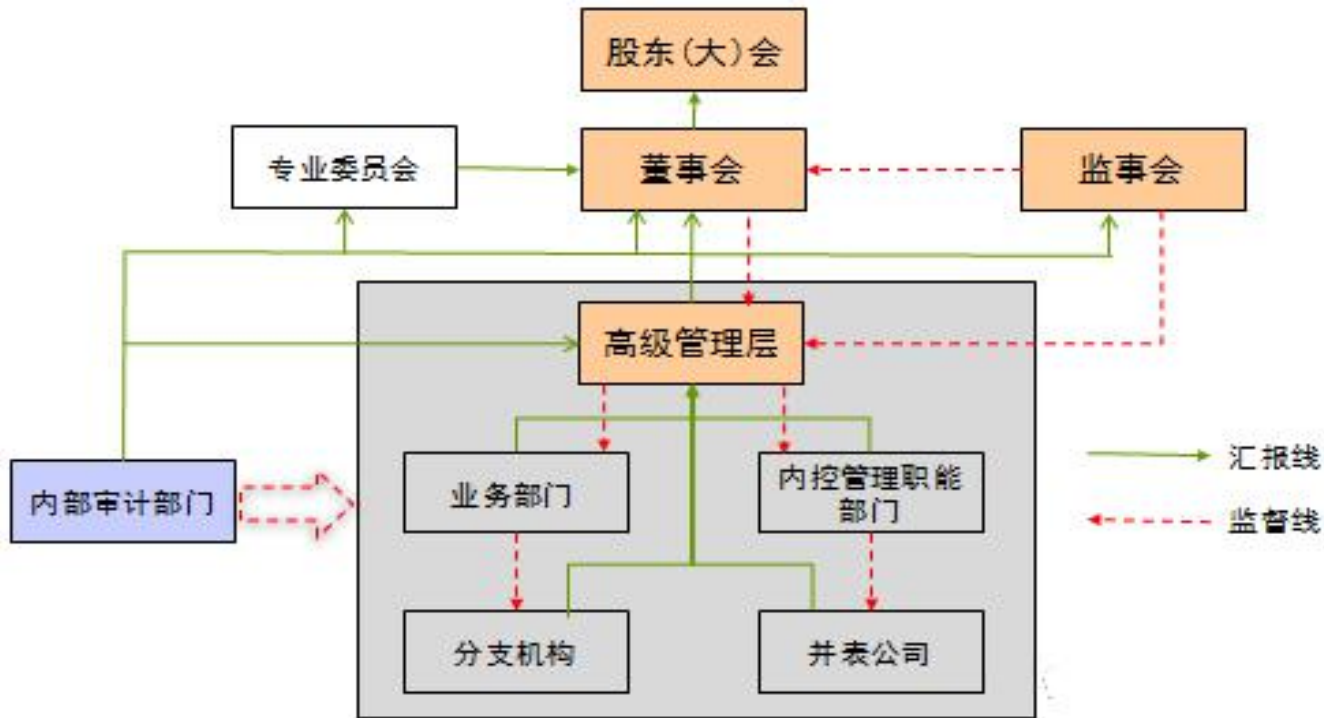 股东(大)会
专业委员会
董事会
监事会
高级管理层
内部审计部门
业务部门
内控管理职能
部门
汇报线
监督线
分支机构
并表公司